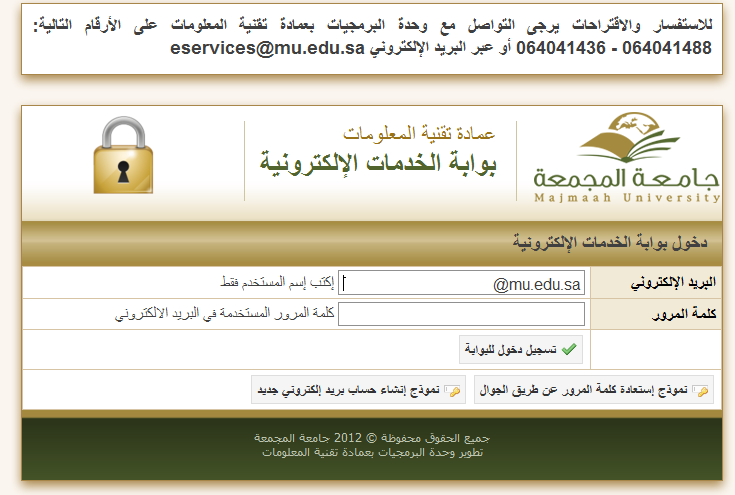 للاستفسار والاقتراحات يرجى التواصل مع وحدة البرمجيات بعمادة تقنية المعلومات على الأرقام التالية:
064041488 - 064041436 أو عبر البريد الإلكتروني eservices@mu.edu.sa
جامعة المجمعة
Majmaah University
عمادة تقنية المعلومات
بوابة الخدمات الإلكترونية
دخول بوابة الخدمات الإلكترونية
البريد الإلكتروني @mu.edu.sa إكتب إسم المستخدم فقط
كلمة المرور كلمة المرور المستخدمة في البريد الالكتروني
تسجيل دخول للبوابة
نموذج إستعادة كلمة المرور عن طريق الجوال نموذج إنشاء حساب بريد إلكتروني جديد
جميع الحقوق محفوظة © 2012 جامعة المجمعة
تطوير وحدة البرمجيات بعمادة تقنية المعلومات